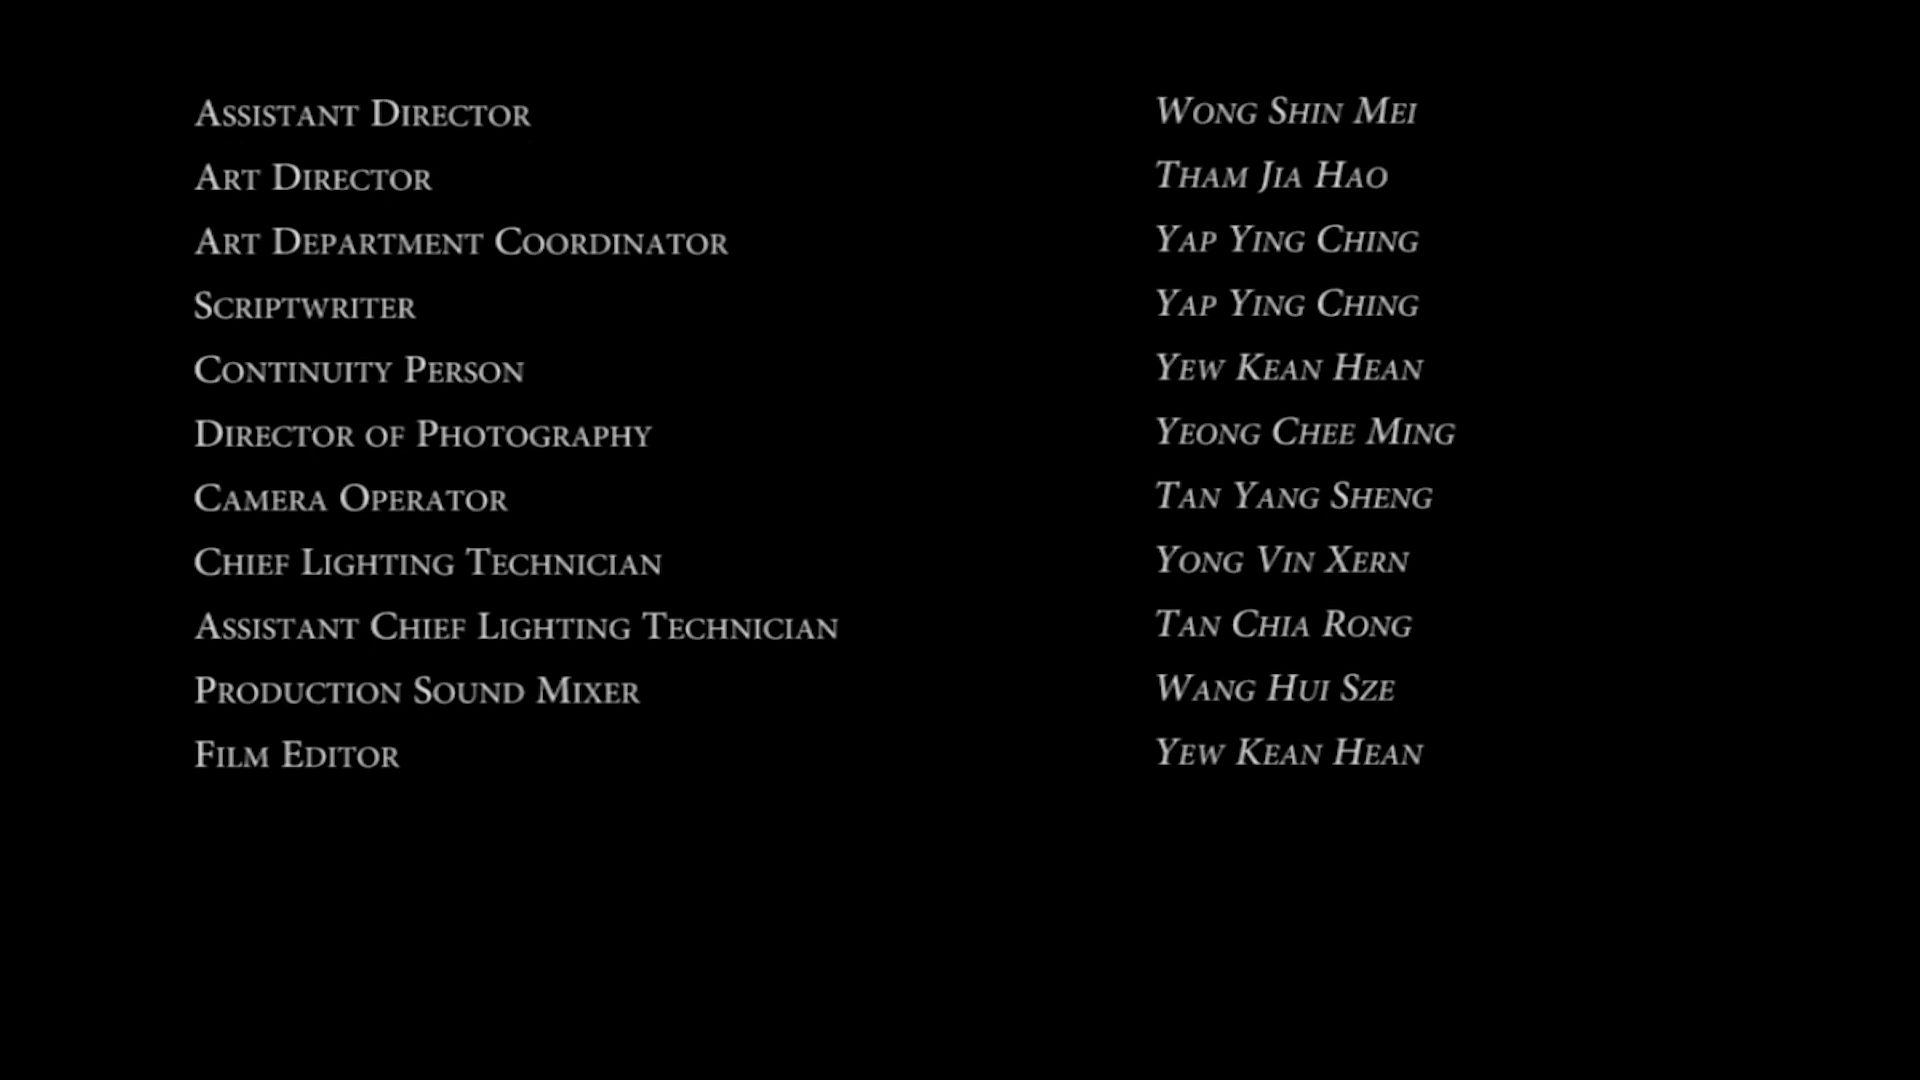 Assistant Director Wong Shin Mei
Art Director Tham Jia Hao
Art Department Coordinator Yap Ying Ching
Scriptwriter Yap Ying Ching
Continuity Person Yew Kean Hean
Director of Photography Yeong Chee Ming
Camera Operator Tan Yang Sheng
Chief Lighting Technician Yong Vin Xern
Assistant Chief Lighting Technician Tan Chia Rong
Production Sound Mixer Wang Hui Sze
Film Editor Yew Kean Hean